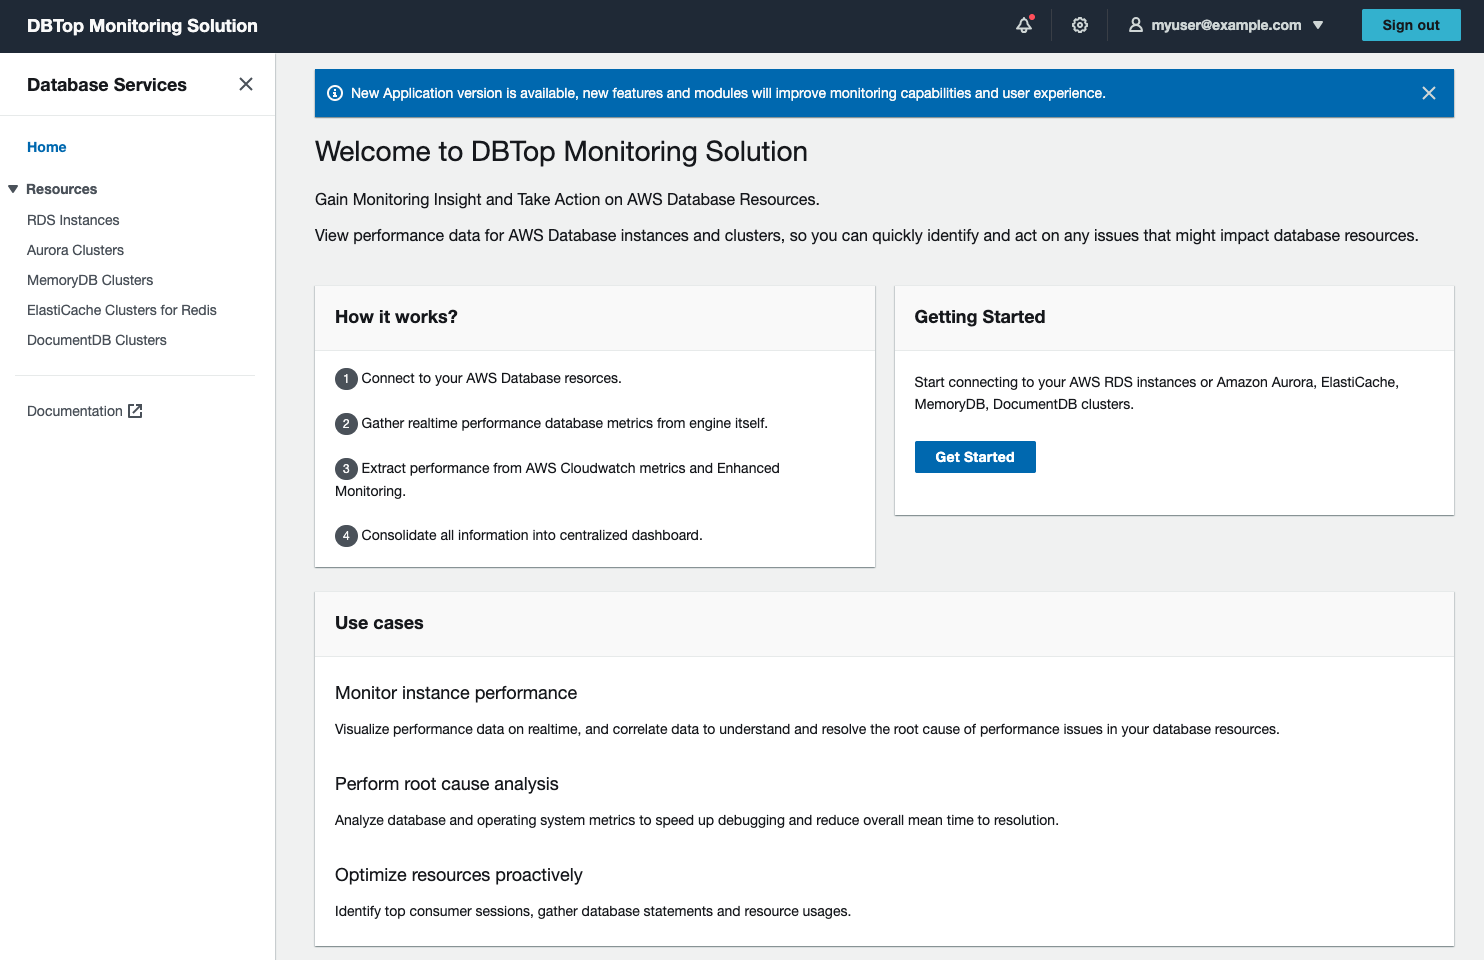 DBTop Monitoring Solution
myuser@example.com
Sign out
Database Services
Home
Resources
RDS Instances
Aurora Clusters
MemoryDB Clusters
ElastiCache Clusters for Redis
DocumentDB Clusters
Documentation
New Application version is available, new features and modules will improve monitoring capabilities and user experience.
Welcome to DBTop Monitoring Solution
Gain Monitoring Insight and Take Action on AWS Database Resources.
View performance data for AWS Database instances and clusters, so you can quickly identify and act on any issues that might impact database resources.
How it works?
1 Connect to your AWS Database resorces.
2 Gather realtime performance database metrics from engine itself.
3 Extract performance from AWS Cloudwatch metrics and Enhanced
Monitoring.
4 Consolidate all information into centralized dashboard.
Getting Started
Start connecting to your AWS RDS instances or Amazon Aurora, ElastiCache,
MemoryDB, DocumentDB clusters.
Get Started
Use cases
Monitor instance performance
Visualize performance data on realtime, and correlate data to understand and resolve the root cause of performance issues in your database resources.
Perform root cause analysis
Analyze database and operating system metrics to speed up debugging and reduce overall mean time to resolution.
Optimize resources proactively
Identify top consumer sessions, gather database statements and resource usages.